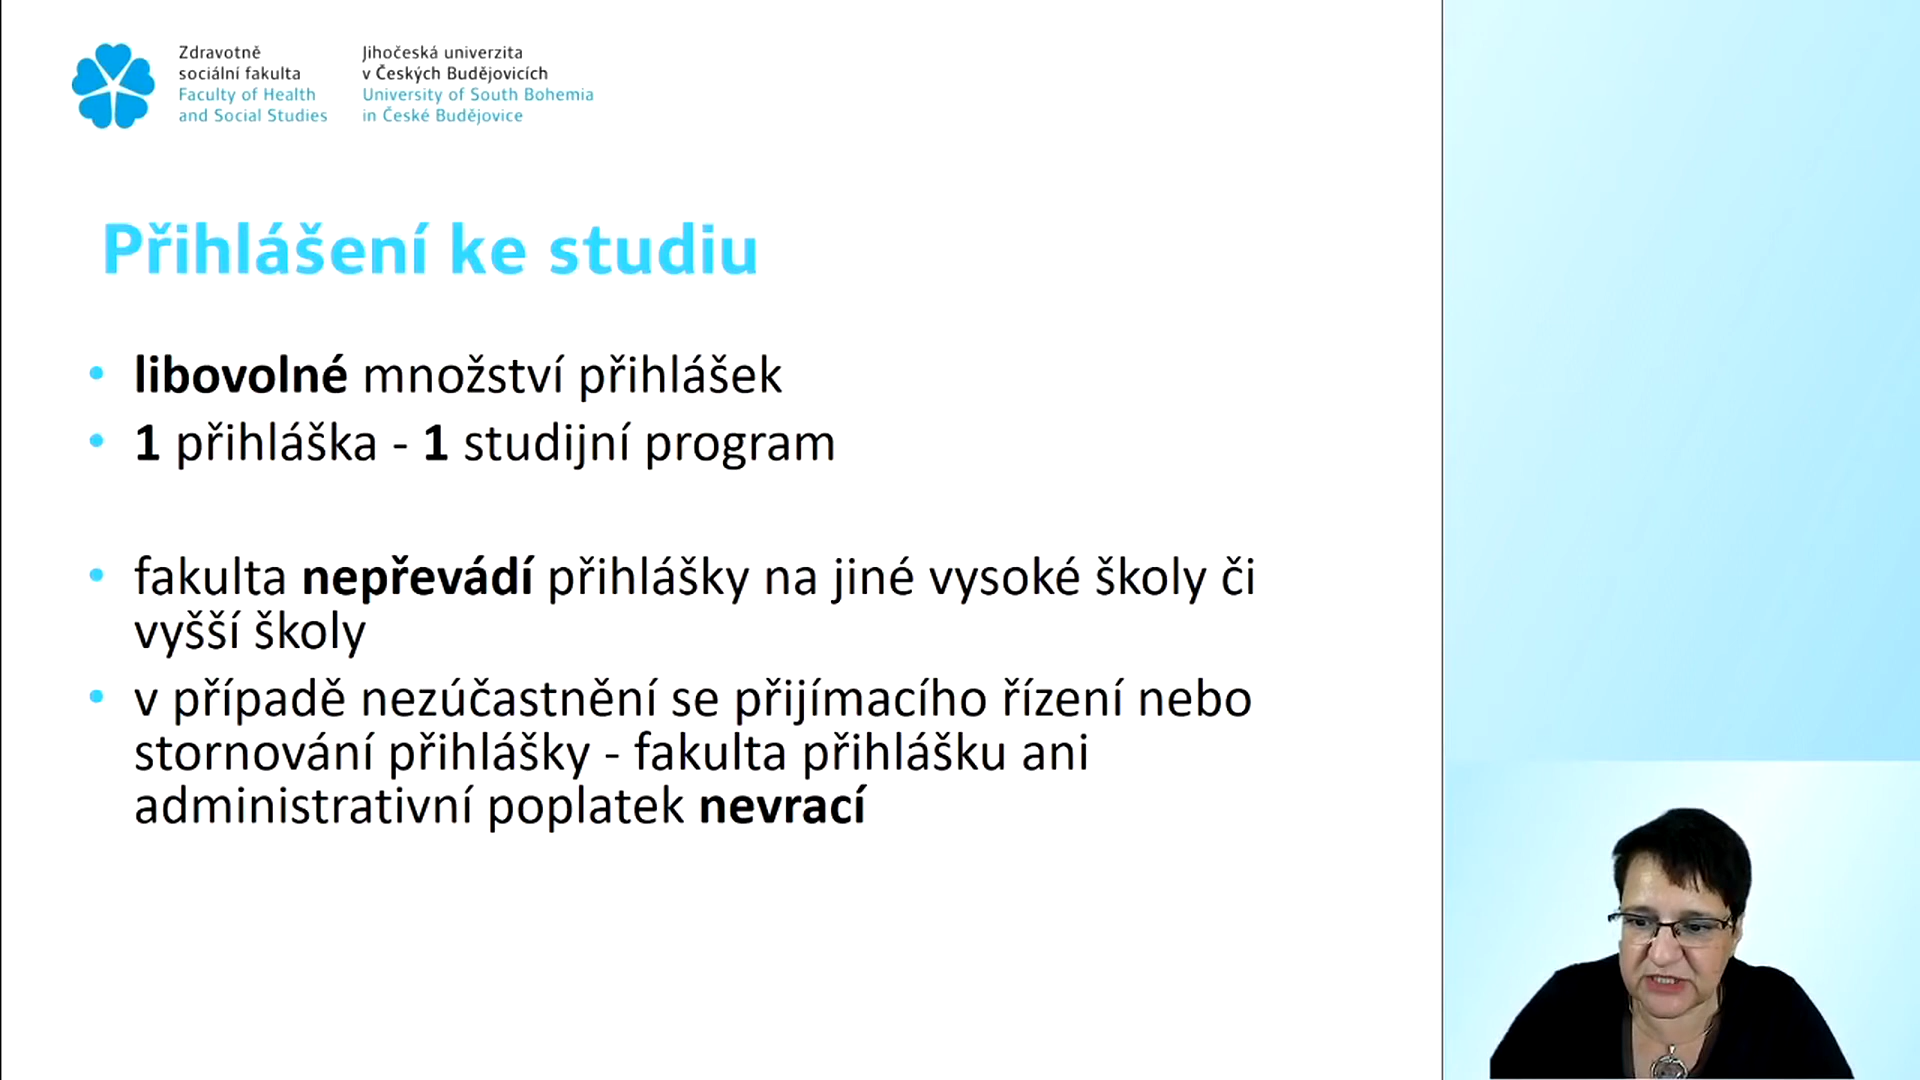 Zdravotně
sociální fakulta
Faculty of Health
and Social Studies
Jihočeská univerzita
v Českých Budějovicích
University of South Bohemia
in České Budějovice
Přihlášení ke studiu
• libovolné množství přihlášek
• 1 přihláška - 1 studijní program
• fakulta nepřevádí přihlášky na jiné vysoké školy či
vyšší školy
• v případě nezúčastnění se přijímacího řízení nebo
stornování přihlášky - fakulta přihlášku ani
administrativní poplatek nevrací